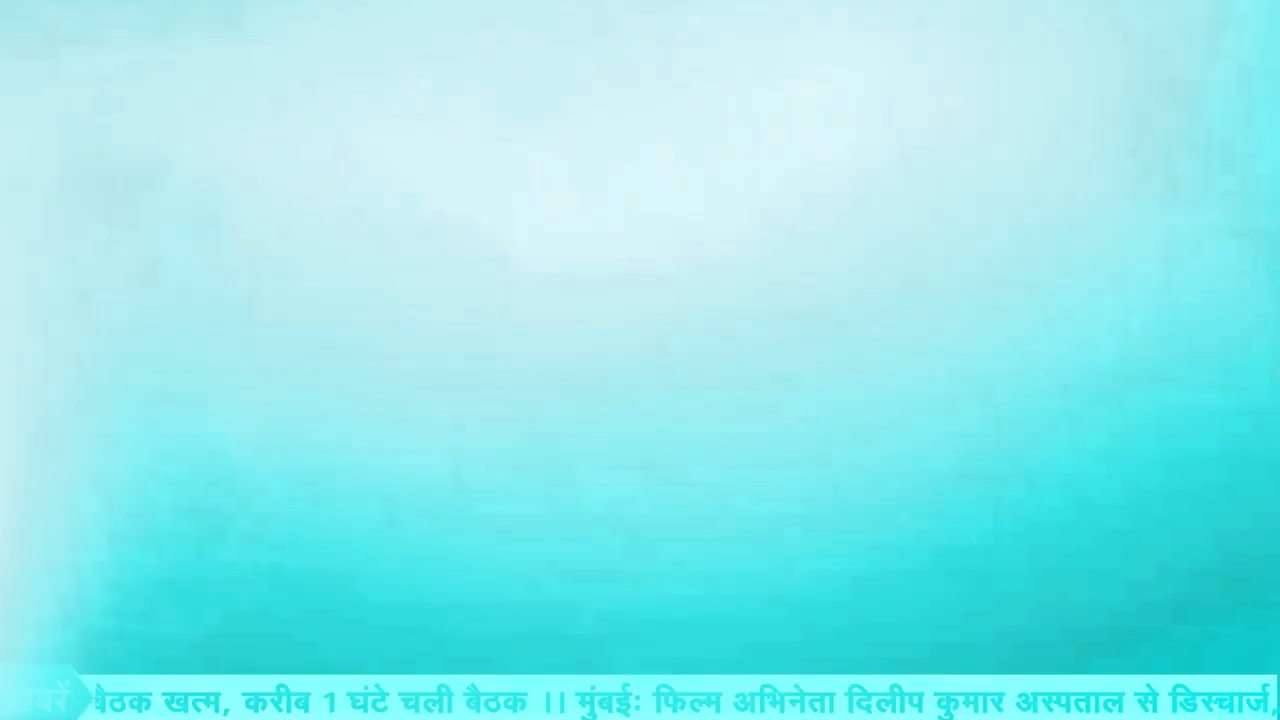 बैठक खत्म, करीब 1 घंटे चली बैठक ।। मुंबई: फिल्म अभिनेता दिलीप कुमार अस्पताल से डिस्चार्ज,